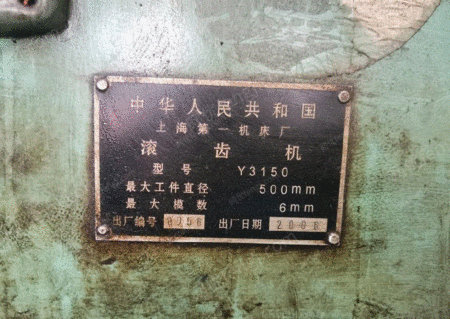 中华人民共和国
上海第一机床厂
滚齿机
型号 Y3150
最大工件直径 500mm
最大模数 6mm
出厂编号 出厂日期 2006